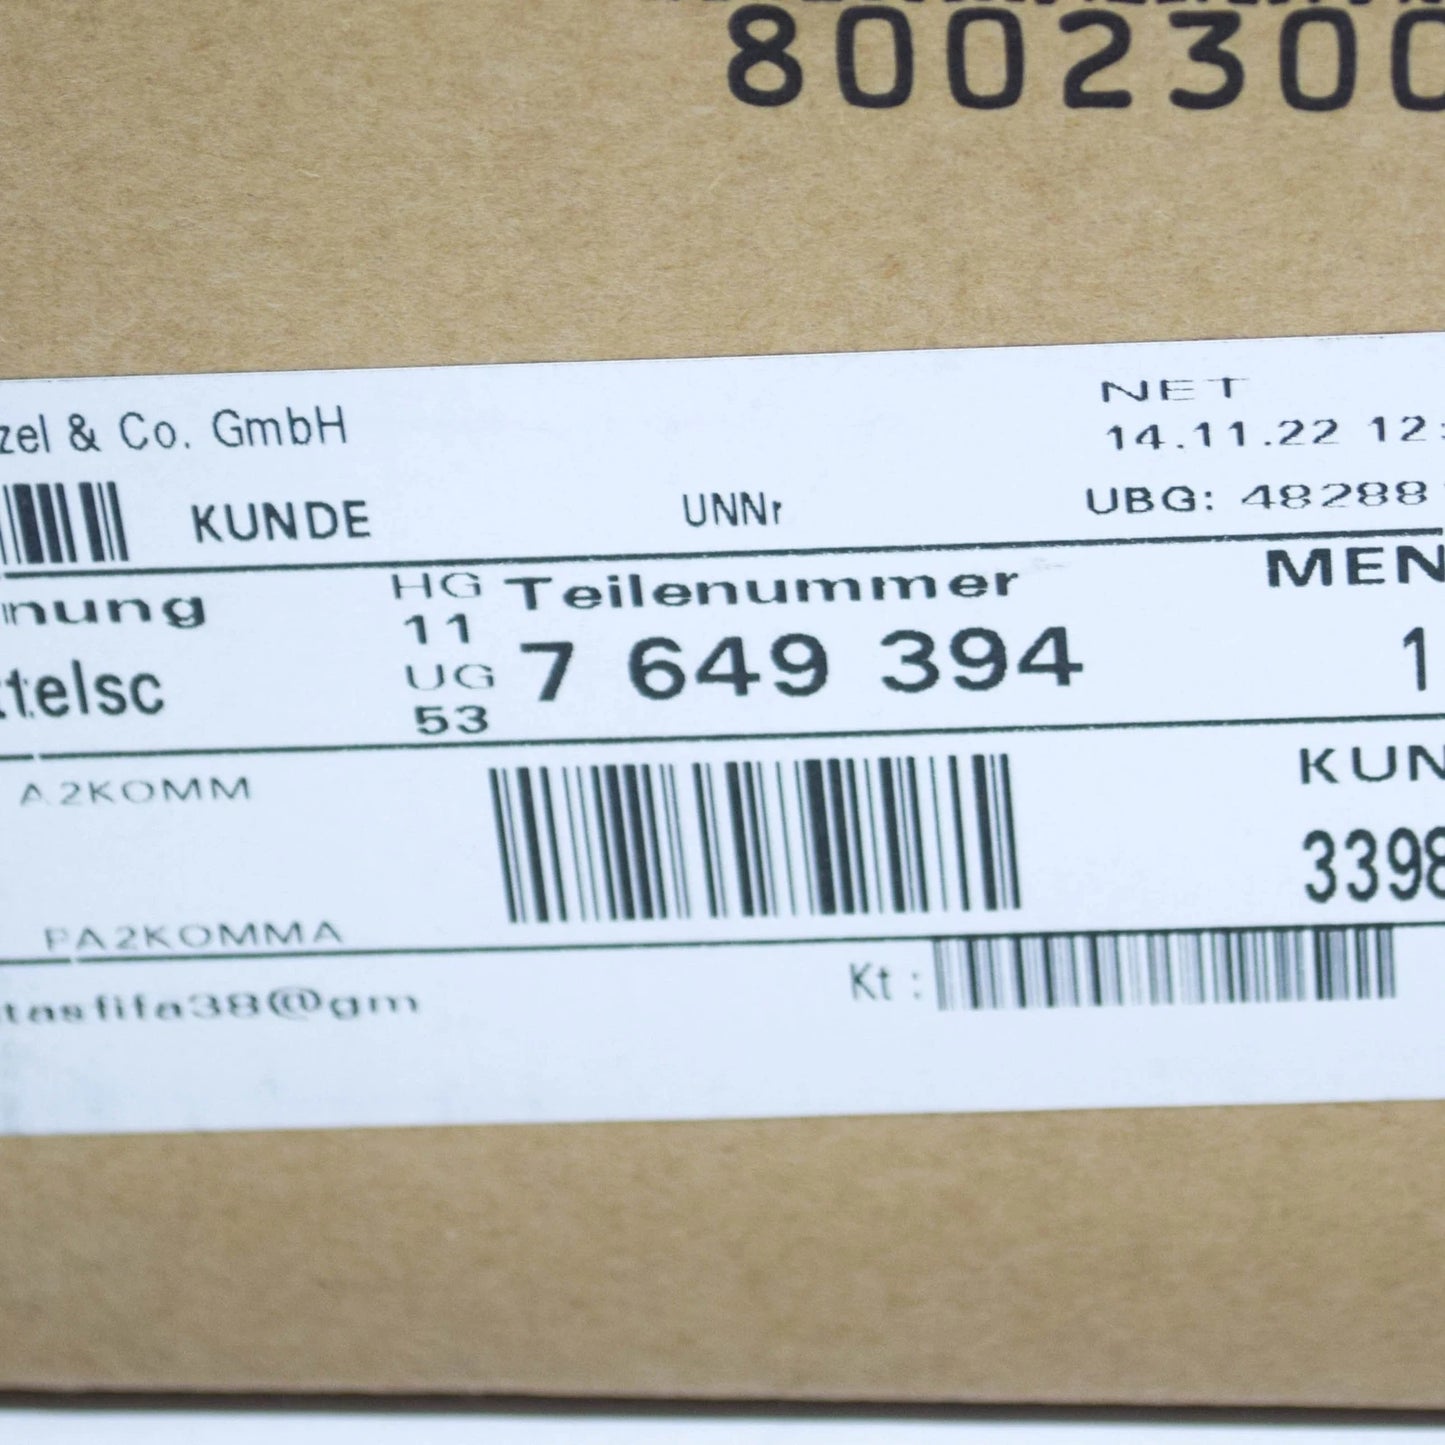 8002300
zel & Co. GmbH
NET
14.11.22 12:
KUNDE
UNNr
UBG: 48288
nung
HG
Teilenummer
MEN
11
7 649 394
1
telsc
UG
53
A2KOMM
KUN
3398
PA2KOMMA
tasfifa38@gm
Kt :